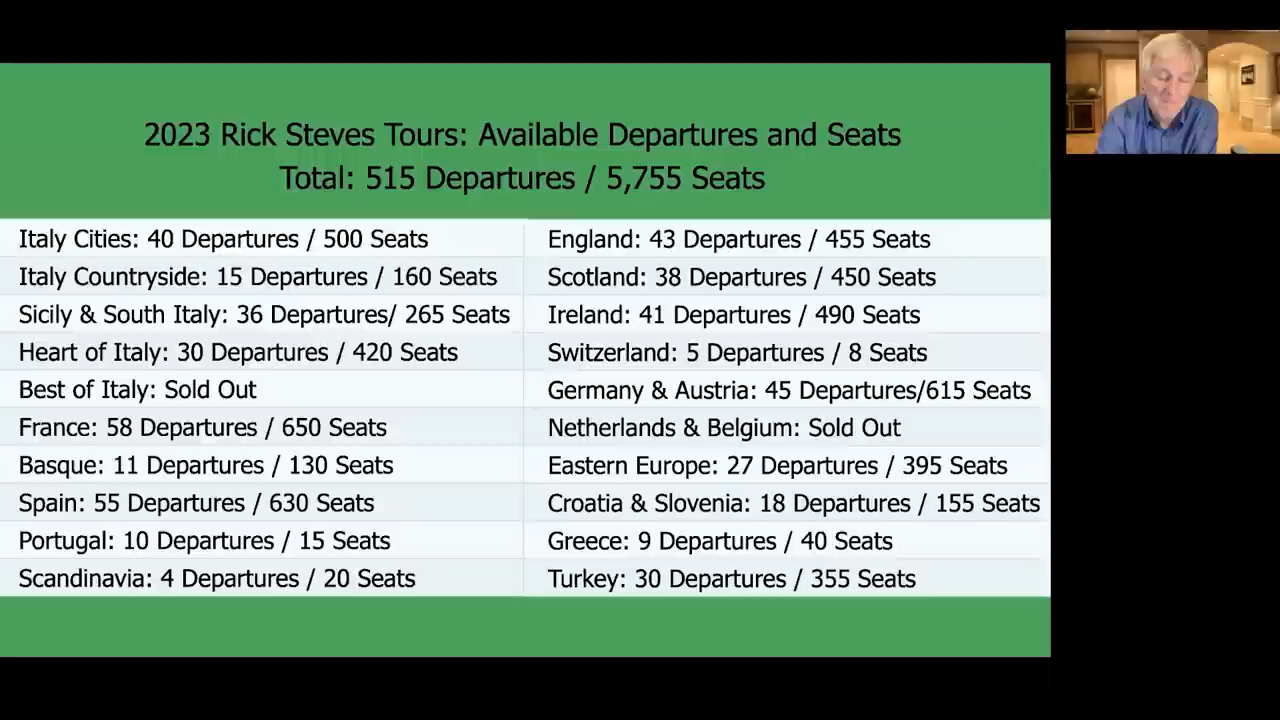 2023 Rick Steves Tours: Available Departures and Seats
Total: 515 Departures / 5,755 Seats
Italy Cities: 40 Departures / 500 Seats
Italy Countryside: 15 Departures / 160 Seats
Sicily & South Italy: 36 Departures/ 265 Seats
Heart of Italy: 30 Departures / 420 Seats
Best of Italy: Sold Out
France: 58 Departures / 650 Seats
Basque: 11 Departures / 130 Seats
Spain: 55 Departures / 630 Seats
Portugal: 10 Departures / 15 Seats
Scandinavia: 4 Departures / 20 Seats
England: 43 Departures / 455 Seats
Scotland: 38 Departures / 450 Seats
Ireland: 41 Departures / 490 Seats
Switzerland: 5 Departures / 8 Seats
Germany & Austria: 45 Departures/615 Seats
Netherlands & Belgium: Sold Out
Eastern Europe: 27 Departures / 395 Seats
Croatia & Slovenia: 18 Departures / 155 Seats
Greece: 9 Departures / 40 Seats
Turkey: 30 Departures / 355 Seats